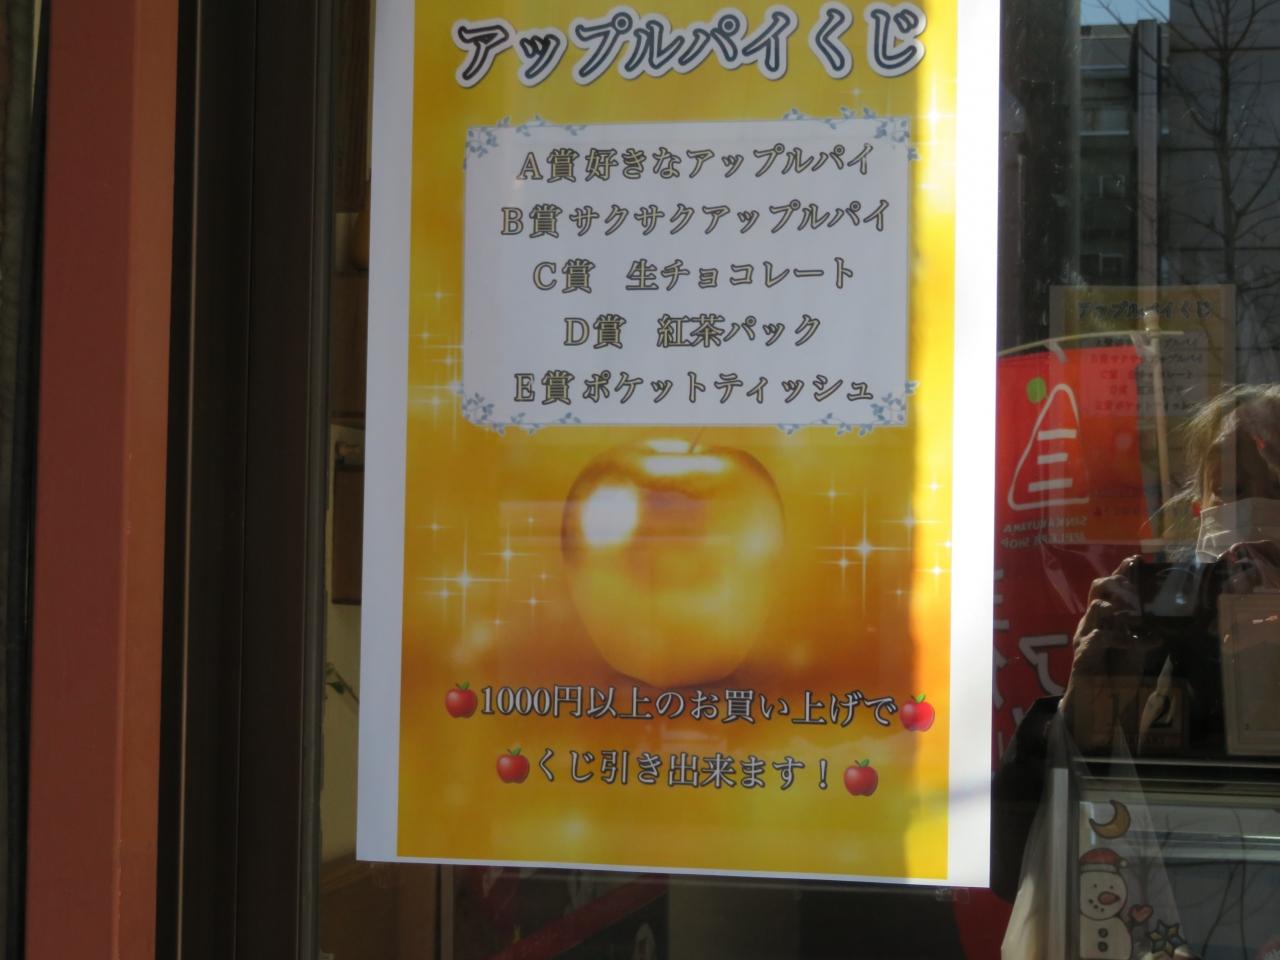 アップルパイくじ
A賞 好きなアップルパイ
B賞 サクサクアップルパイ
C賞　生チョコレート
D賞　紅茶パック
E賞 ポケットティッシュ
1000円以上のお買い上げで
くじ引き出来ます！